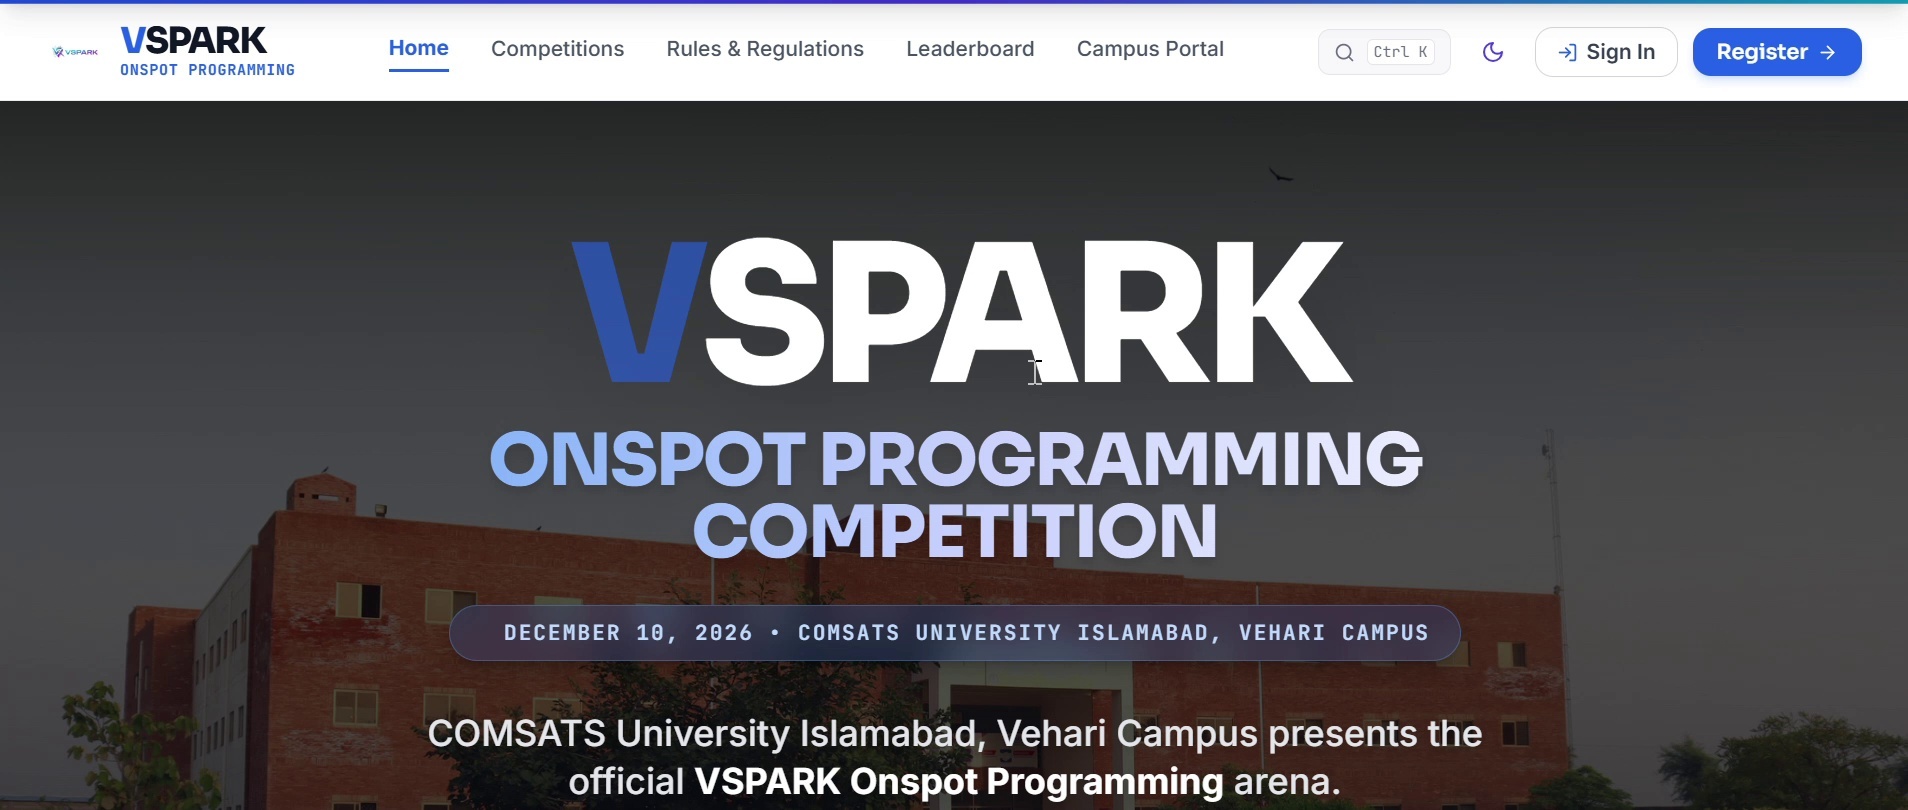 VSPARK
VSPARK
ONSPOT PROGRAMMING
Home
Competitions
Rules & Regulations
Leaderboard
Campus Portal
Ctrl K
Sign In
Register
VSPARK
ONSPOT PROGRAMMING
COMPETITION
DECEMBER 10, 2026 • COMSATS UNIVERSITY ISLAMABAD, VEHARI CAMPUS
COMSATS University Islamabad, Vehari Campus presents the
official VSPARK Onspot Programming arena.